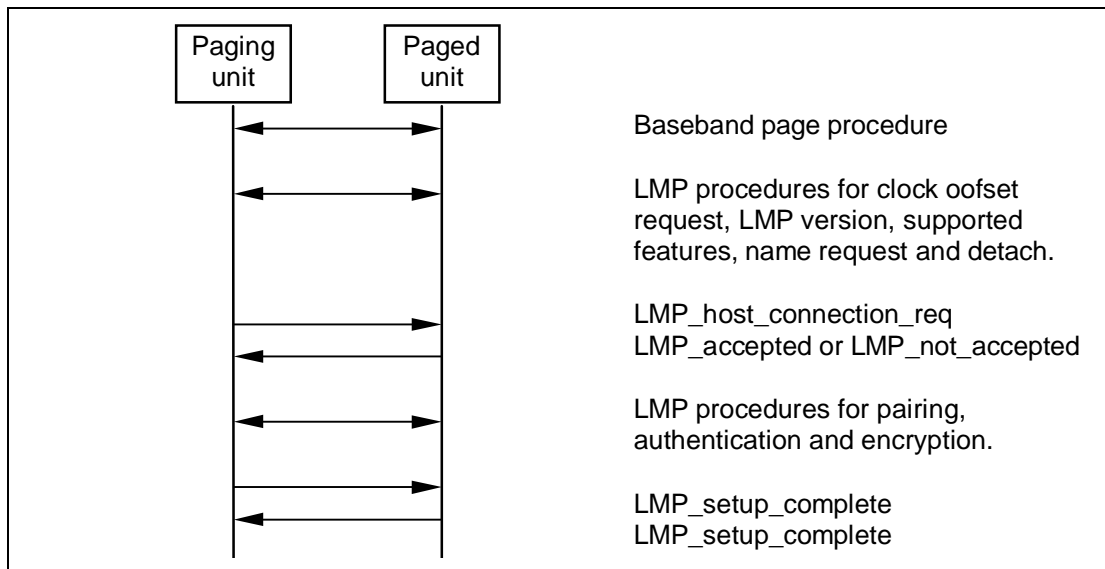 Paging
unit
Paged
unit
Baseband page procedure
LMP procedures for clock oofset
request, LMP version, supported
features, name request and detach.
LMP_host_connection_req
LMP_accepted or LMP_not_accepted
LMP procedures for pairing,
authentication and encryption.
LMP_setup_complete
LMP_setup_complete